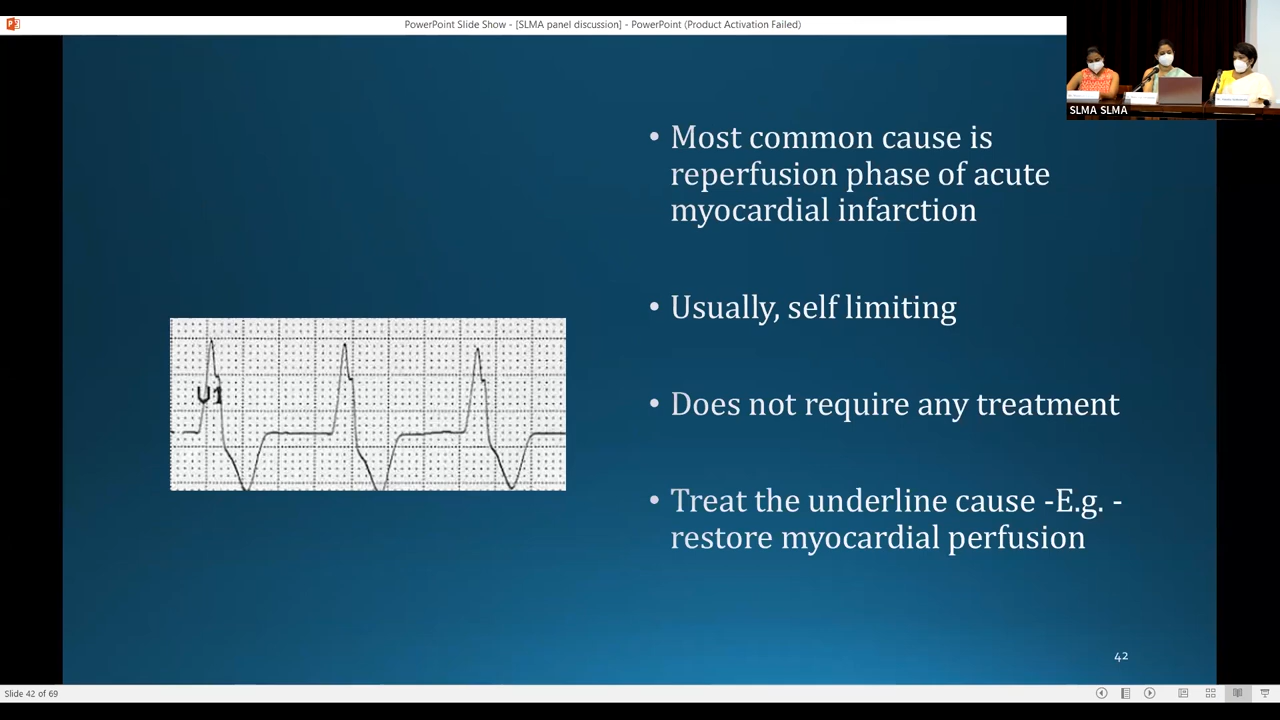 PowerPoint Slide Show - [SLMA panel discussion] - PowerPoint (Product Activation Failed)
SLMA SLMA
• Most common cause is
reperfusion phase of acute
myocardial infarction
• Usually, self limiting
• Does not require any treatment
• Treat the underline cause -E.g. -
restore myocardial perfusion
U1
42
Slide 42 of 69